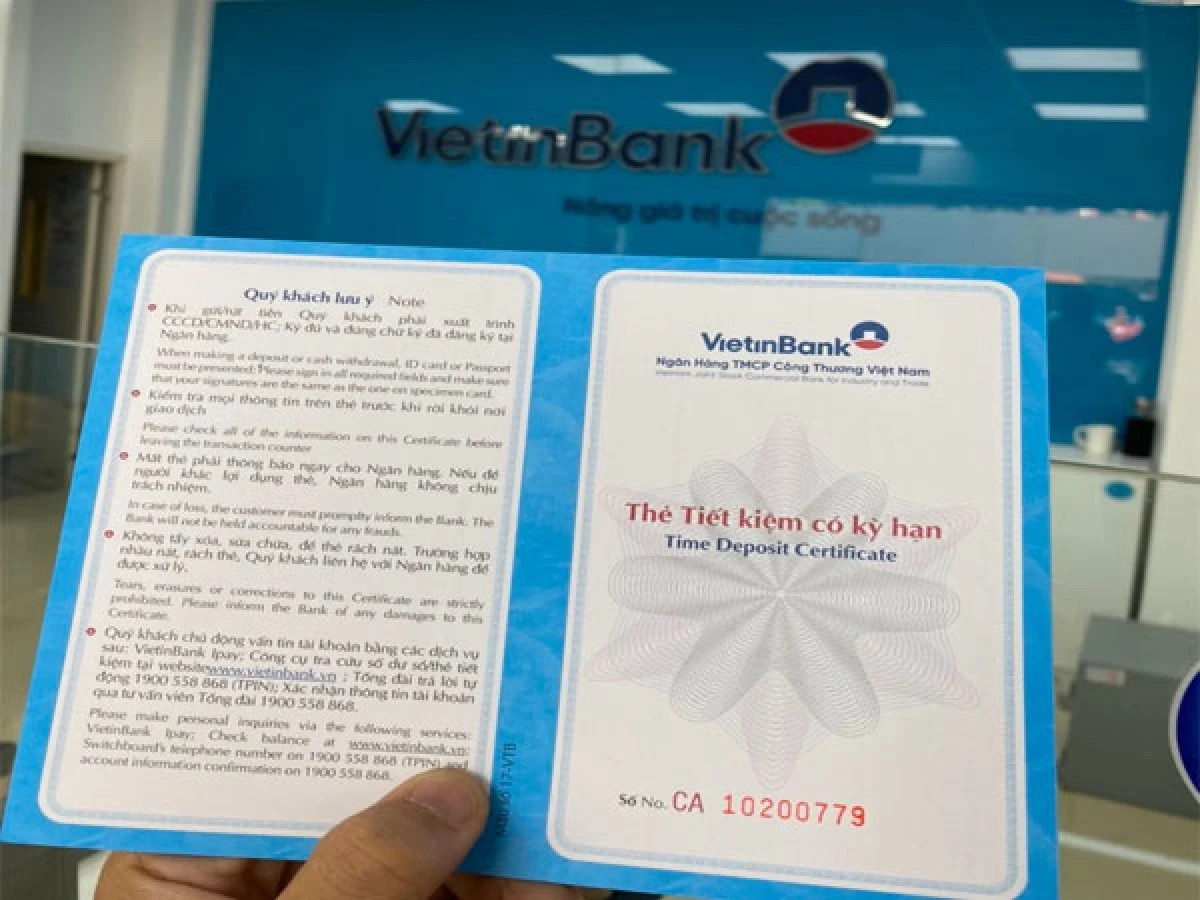 VietinBank
Nâng giá trị cuộc sống
Quý khách lưu ý Note
Khi gửi/rút tiền Quý khách phải xuất trình
CCCD/CMND/HC; Ký đủ và đúng chữ ký đã đăng ký tại
Ngân hàng.
When making a deposit or cash withdrawal, ID card or Passport
must be presented; Please sign in all required fields and make sure
that your signatures are the same as the one on specimen card.
Kiểm tra mọi thông tin trên thẻ trước khi rời khỏi nơi
giao dịch
Please check all of the information on this Certificate before
leaving the transaction counter
Mất thẻ phải thông báo ngay cho Ngân hàng. Nếu để
người khác lợi dụng thẻ, Ngân hàng không chịu
trách nhiệm.
In case of loss, the customer must promplty inform the Bank. The
Bank will not be held accountable for any frauds.
Không tẩy xóa, sửa chữa, để thẻ rách nát. Trường hợp
nhàu nát, rách thẻ, Quý khách liên hệ với Ngân hàng để
được xử lý.
Tears, erasures or corrections to this Certificate are strictly
prohibited. Please inform the Bank of any damages to this
Certificate.
Quý khách chủ động vấn tin tài khoản bằng các dịch vụ
sau: VietinBank Ipay; Công cụ tra cứu số dư sổ/thẻ tiết
kiệm tại website www.vietinbank.vn ; Tổng đài trả lời tự
động 1900 558 868 (TPIN); Xác nhận thông tin tài khoản
qua tư vấn viên Tổng đài 1900 558 868.
Please make personal inquiries via the following services:
VietinBank Ipay; Check balance at www.vietinbank.vn;
Switchboard's telephone number on 1900 558 868 (TPIN) and
account information confirmation on 1900 558 868.
17-VTB
VietinBank
Ngân Hàng TMCP Công Thương Việt Nam
Vietnam Joint Stock Commercial Bank for Industry and Trade
Thẻ Tiết kiệm có kỳ hạn
Time Deposit Certificate
Số No. CA 10200779